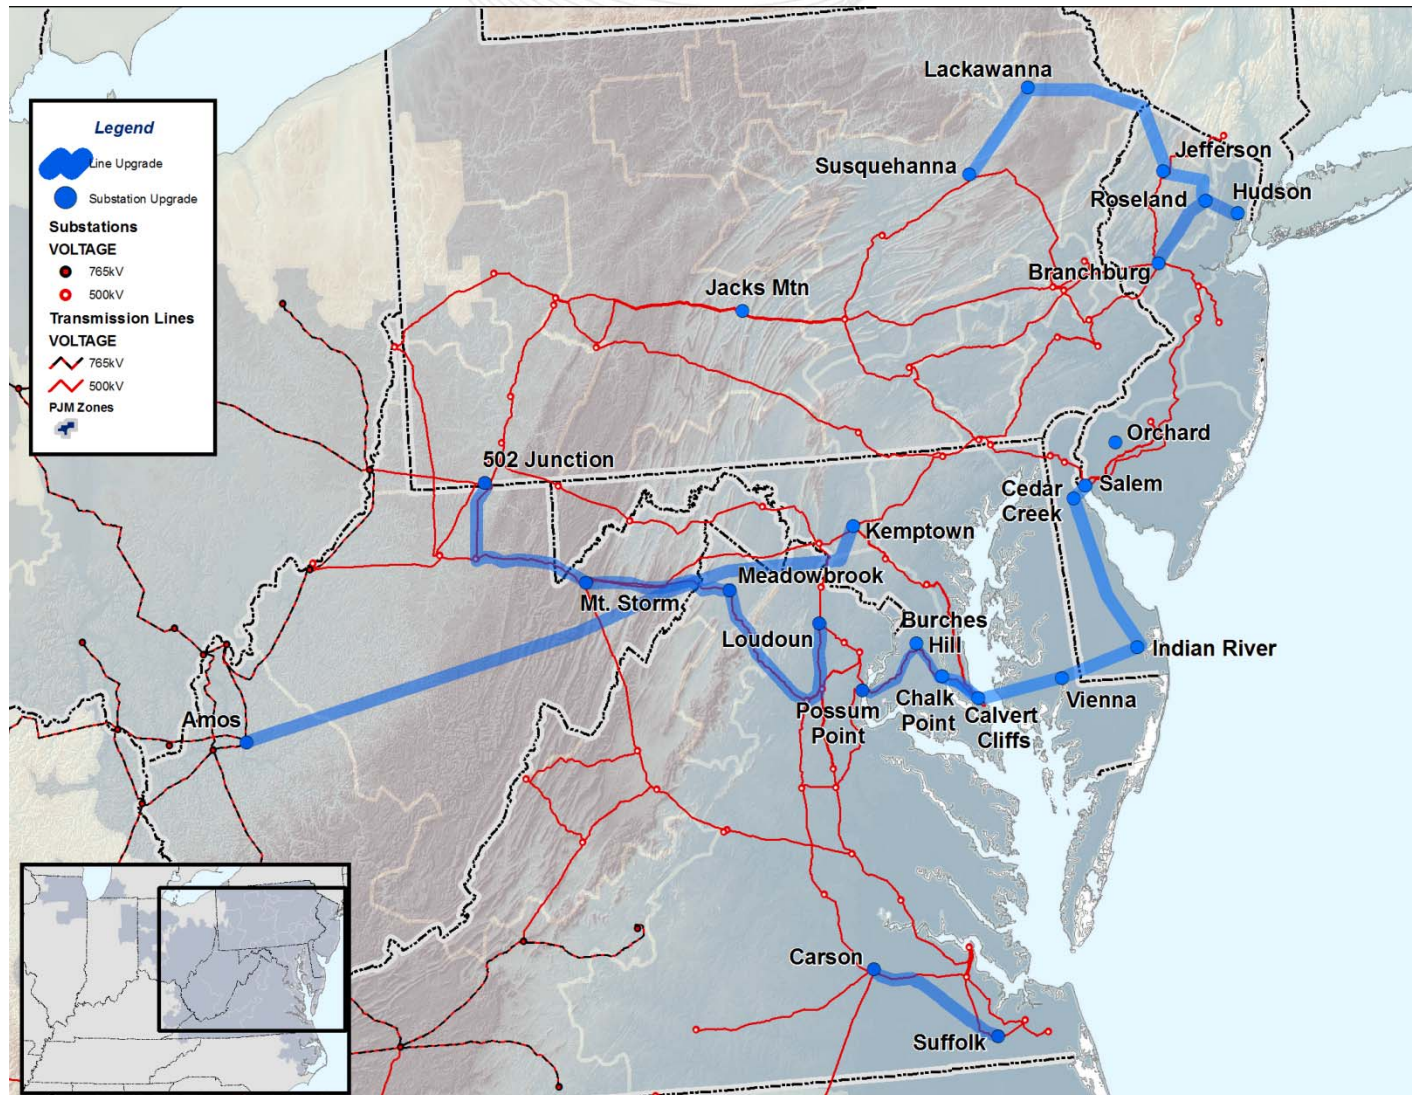 Legend
Line Upgrade
Substation Upgrade
Substations
VOLTAGE
765kV
500kV
Transmission Lines
VOLTAGE
765kV
500kV
PJM Zones
Lackawanna
Susquehanna
Jefferson
Roseland
Hudson
Branchburg
Jacks Mtn
Orchard
502 Junction
Salem
Cedar
Creek
Kemptown
Meadowbrook
Mt. Storm
Loudoun
Burches
Hill
Indian River
Vienna
Amos
Possum
Point
Chalk
Point
Calvert
Cliffs
Carson
Suffolk